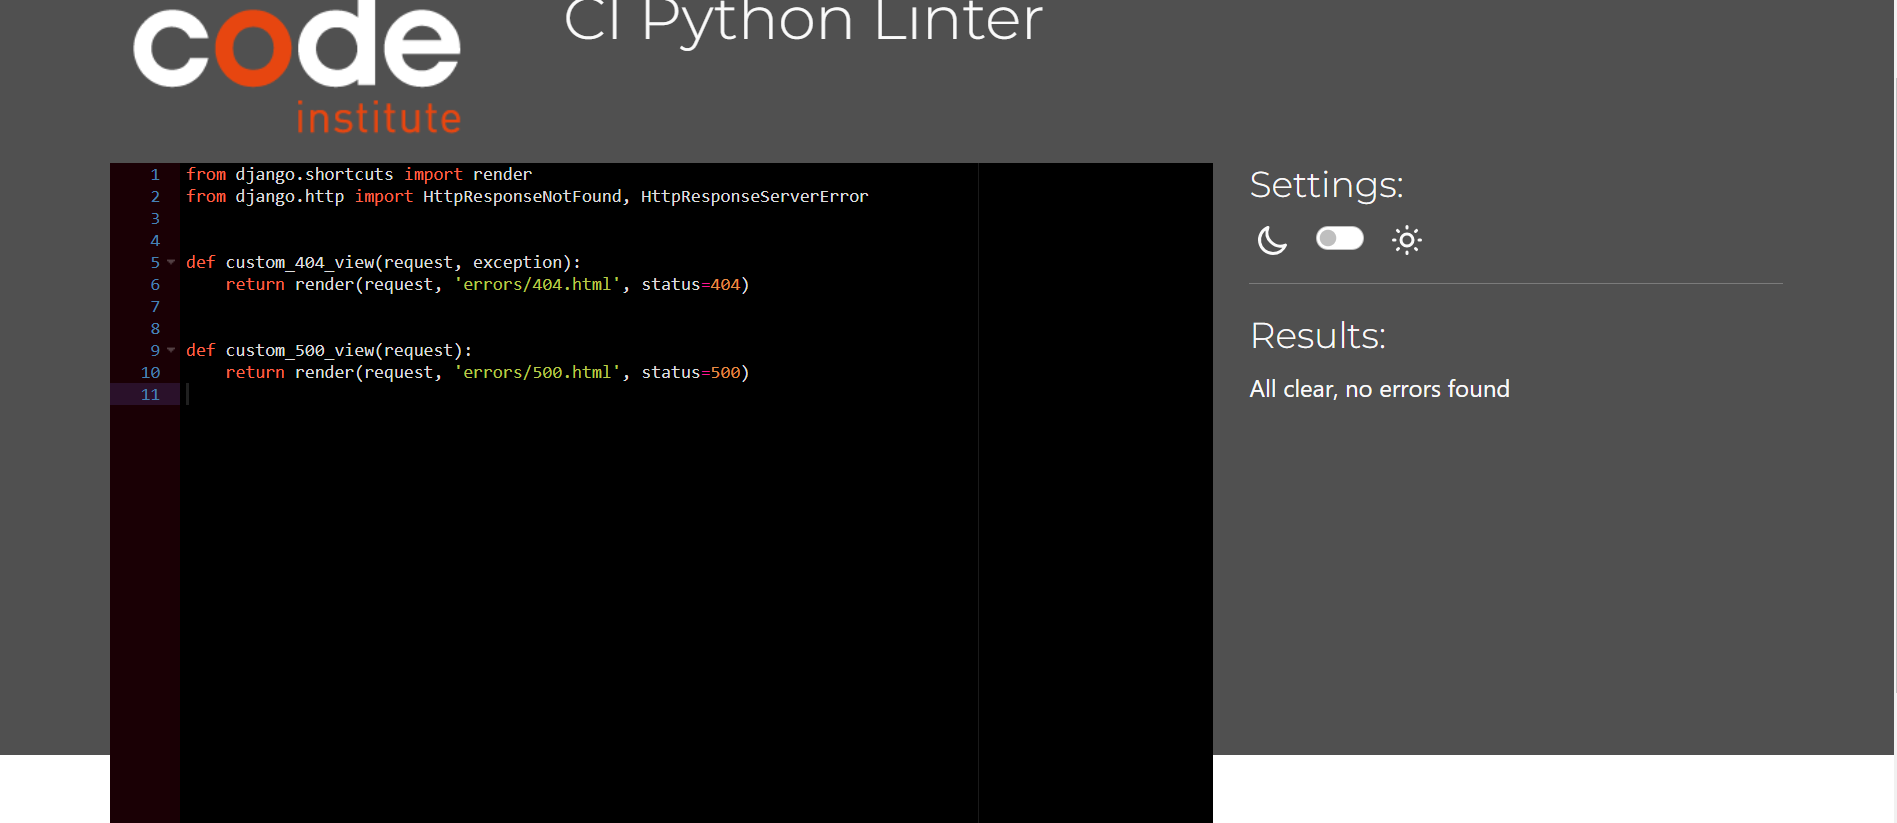 code
institute
CI Python Linter
1 from django.shortcuts import render
2 from django.http import HttpResponseNotFound, HttpResponseServerError
3
4
5 def custom_404_view(request, exception):
6     return render(request, 'errors/404.html', status=404)
7
8
9 def custom_500_view(request):
10     return render(request, 'errors/500.html', status=500)
11
Settings:
Results:
All clear, no errors found